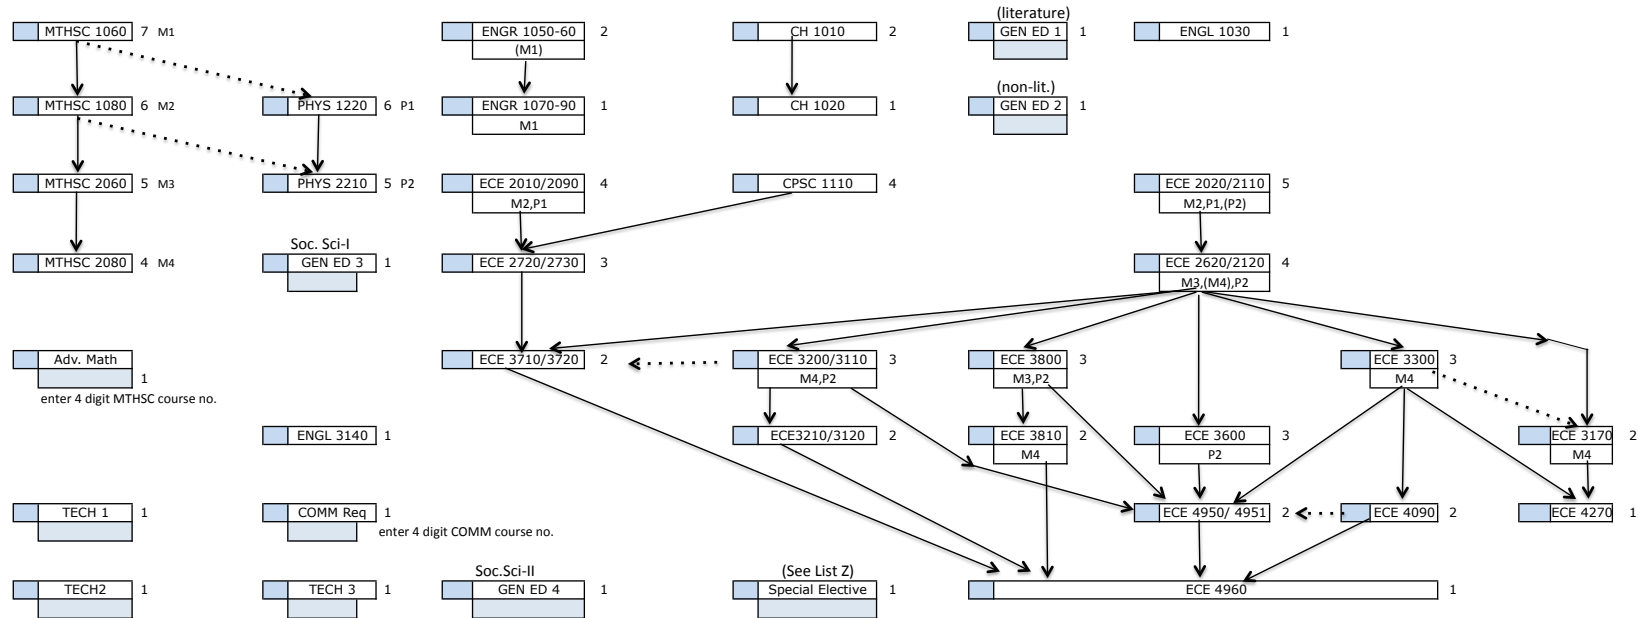 (literature)
MTHSC 1060 7 M1 ENGR 1050-60 2 CH 1010 2 GEN ED 1 1 ENGL 1030 1
(M1)
(non-lit.)
MTHSC 1080 6 M2 PHYS 1220 6 P1 ENGR 1070-90 1 CH 1020 1 GEN ED 2 1
M1
MTHSC 2060 5 M3 PHYS 2210 5 P2 ECE 2010/2090 4 CPSC 1110 4 ECE 2020/2110 5
M2,P1 M2,P1,(P2)
Soc. Sci-I
MTHSC 2080 4 M4 GEN ED 3 1 ECE 2720/2730 3 ECE 2620/2120 4
M3,(M4),P2
Adv. Math ECE 3710/3720 2 ECE 3200/3110 3 ECE 3800 3 ECE 3300 3
1 M4,P2 M3,P2 M4
enter 4 digit MTHSC course no.
ENGL 3140 1 ECE3210/3120 2 ECE 3810 2 ECE 3600 3 ECE 3170 2
M4 P2 M4
TECH 1 1 COMM Req 1 ECE 4950/ 4951 2 ECE 4090 2 ECE 4270 1
enter 4 digit COMM course no.
Soc.Sci-II (See List Z)
TECH2 1 TECH 3 1 GEN ED 4 1 Special Elective 1 ECE 4960 1